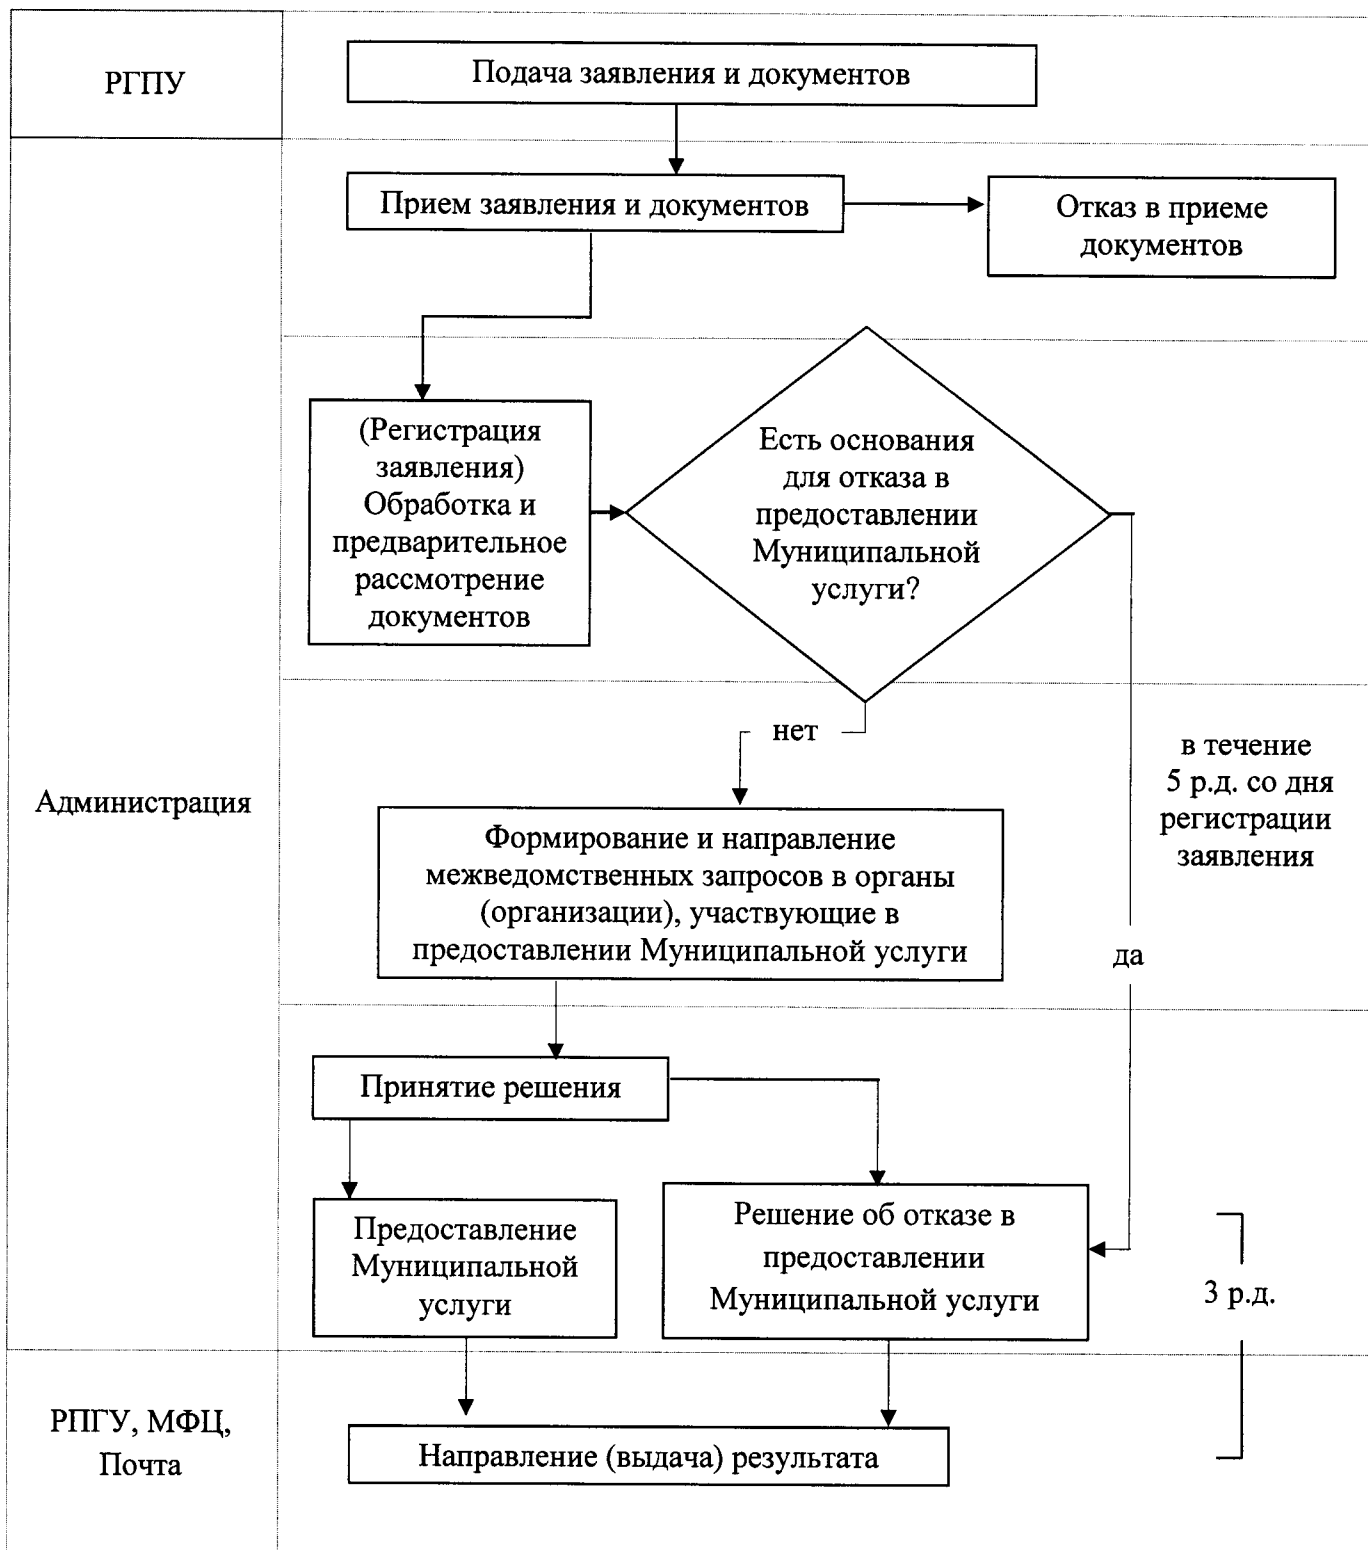 РГПУ
Подача заявления и документов
Прием заявления и документов
Отказ в приеме
документов
(Регистрация
заявления)
Обработка и
предварительное
рассмотрение
документов
Есть основания
для отказа в
предоставлении
Муниципальной
услуги?
нет
в течение
5 р.д. со дня
регистрации
заявления
Администрация
Формирование и направление
межведомственных запросов в органы
(организации), участвующие в
предоставлении Муниципальной услуги
да
Принятие решения
Предоставление
Муниципальной
услуги
Решение об отказе в
предоставлении
Муниципальной услуги
3 р.д.
РПГУ, МФЦ,
Почта
Направление (выдача) результата